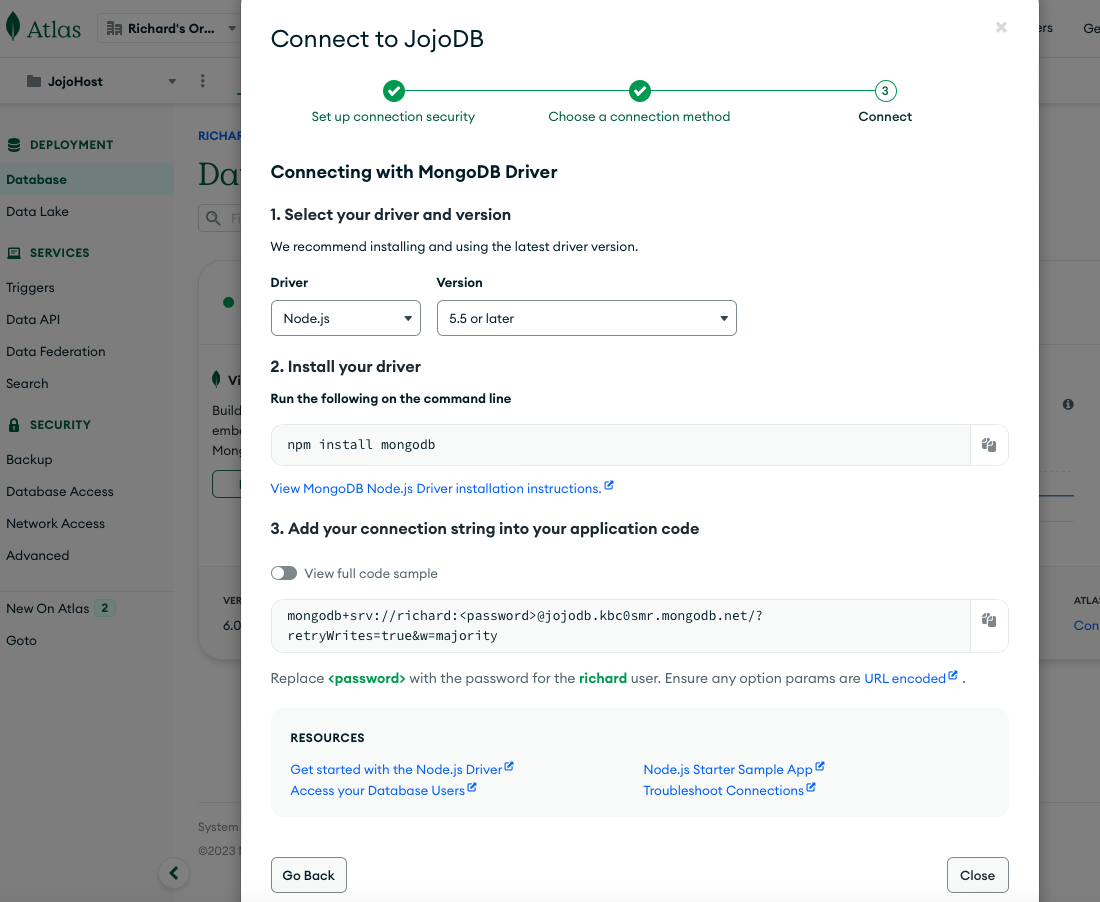 Atlas
Richard's Or...
JojoHost
DEPLOYMENT
Database
Data Lake
SERVICES
Triggers
Data API
Data Federation
Search
SECURITY
Backup
Database Access
Network Access
Advanced
New On Atlas 2
Goto
RICHAR
Da
Fi
Vi
Build
emb
Mong
VER
6.0
System
©2023
Connect to JojoDB
3
Set up connection security
Choose a connection method
Connect
Connecting with MongoDB Driver
1. Select your driver and version
We recommend installing and using the latest driver version.
Driver Version
Node.js 5.5 or later
2. Install your driver
Run the following on the command line
npm install mongodb
View MongoDB Node.js Driver installation instructions.
3. Add your connection string into your application code
View full code sample
mongodb+srv://richard:<password>@jojodb.kbc0smr.mongodb.net/?
retryWrites=true&w=majority
Replace <password> with the password for the richard user. Ensure any option params are URL encoded .
RESOURCES
Get started with the Node.js Driver
Access your Database Users
Node.js Starter Sample App
Troubleshoot Connections
Go Back
Close
ers
Ge
ATLAS
Con